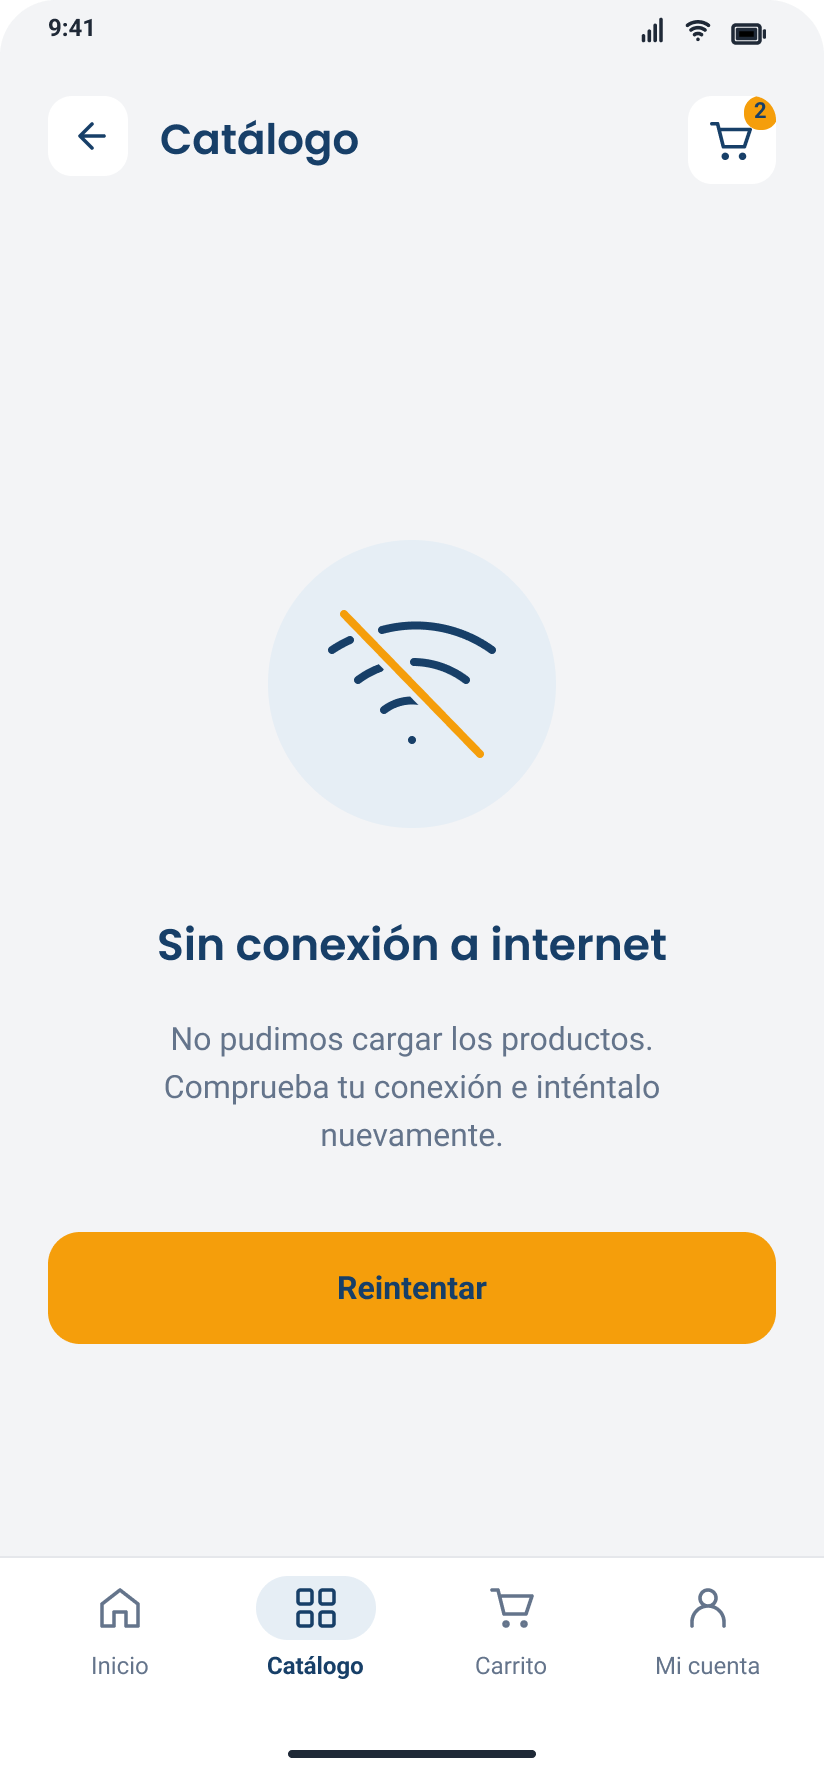 9:41
Catálogo
2
Sin conexión a internet
No pudimos cargar los productos.
Comprueba tu conexión e inténtalo
nuevamente.
Reintentar
Inicio
Catálogo
Carrito
Mi cuenta